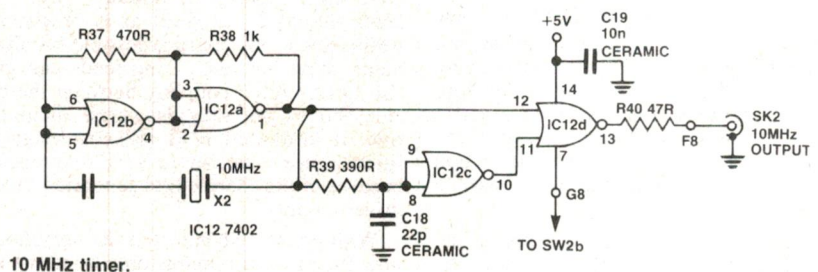 R37 470R
R38 1k
+5V
C19
10n
CERAMIC
14
3
6
IC12b
4
2
IC12a
1
5
12
IC12d
11
13
7
R40 47R
F8
SK2
10MHz
OUTPUT
9
IC12c
8
10
10MHz
X2
R39 390R
C18
22p
CERAMIC
IC12 7402
G8
TO SW2b
10 MHz timer.